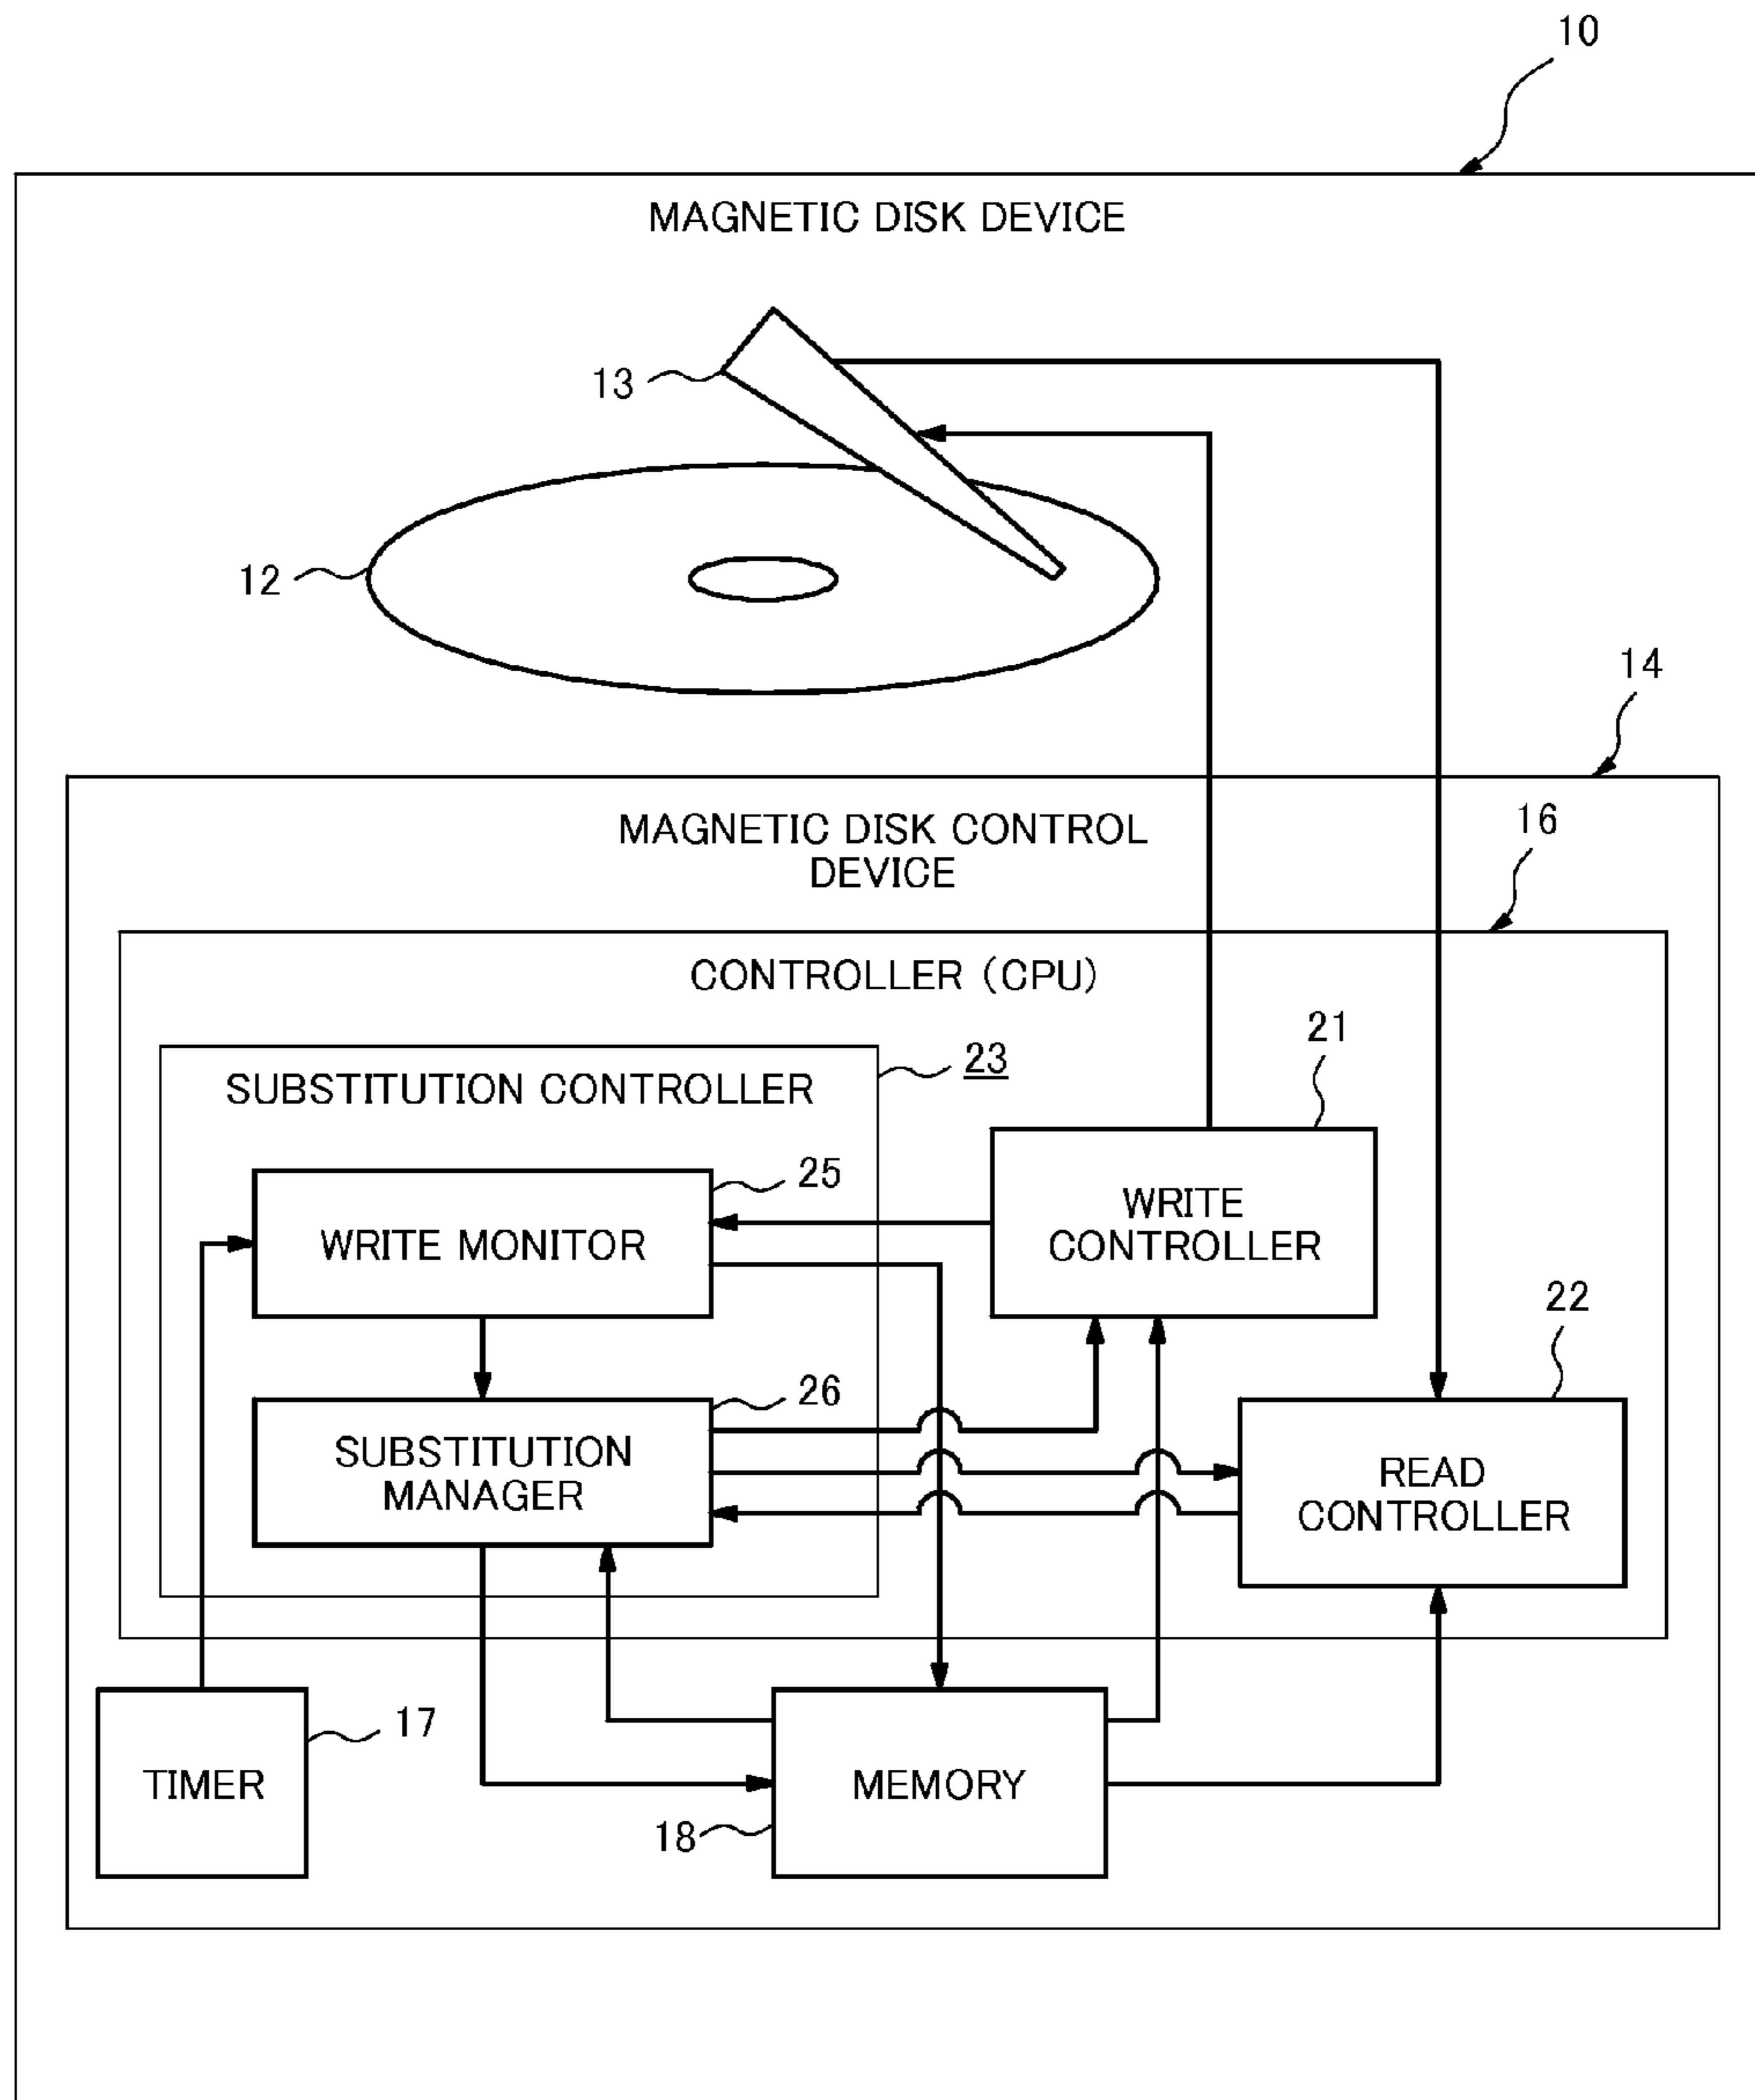 10
MAGNETIC DISK DEVICE
13
12
14
MAGNETIC DISK CONTROL
DEVICE
16
CONTROLLER (CPU)
21
SUBSTITUTION CONTROLLER
23
25
WRITE MONITOR
WRITE
CONTROLLER
22
26
SUBSTITUTION
MANAGER
READ
CONTROLLER
17
TIMER
MEMORY
18